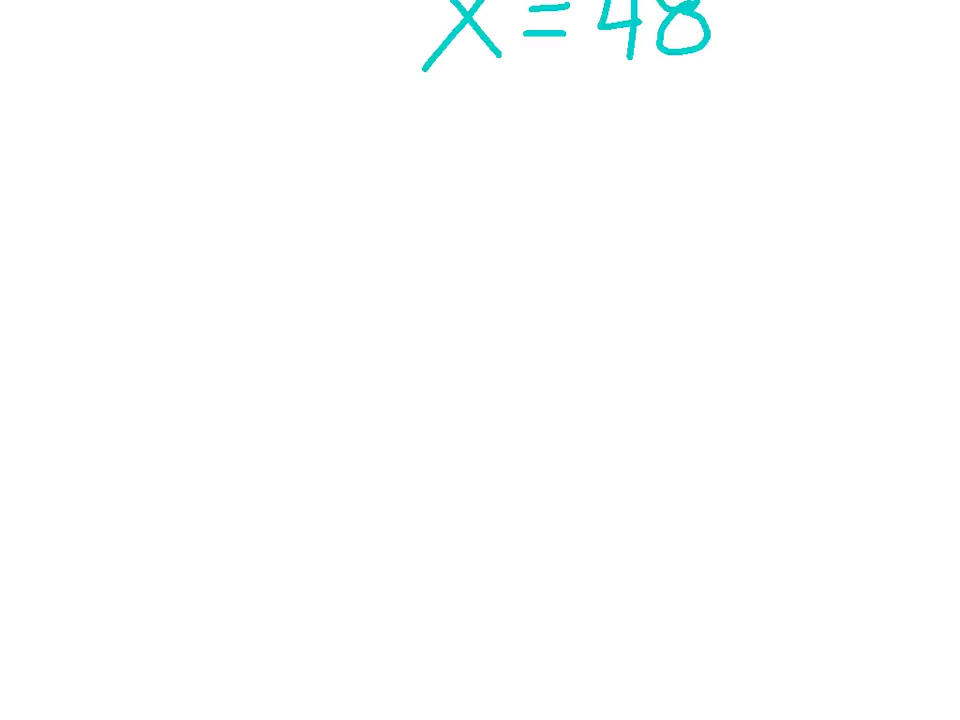 x = 48